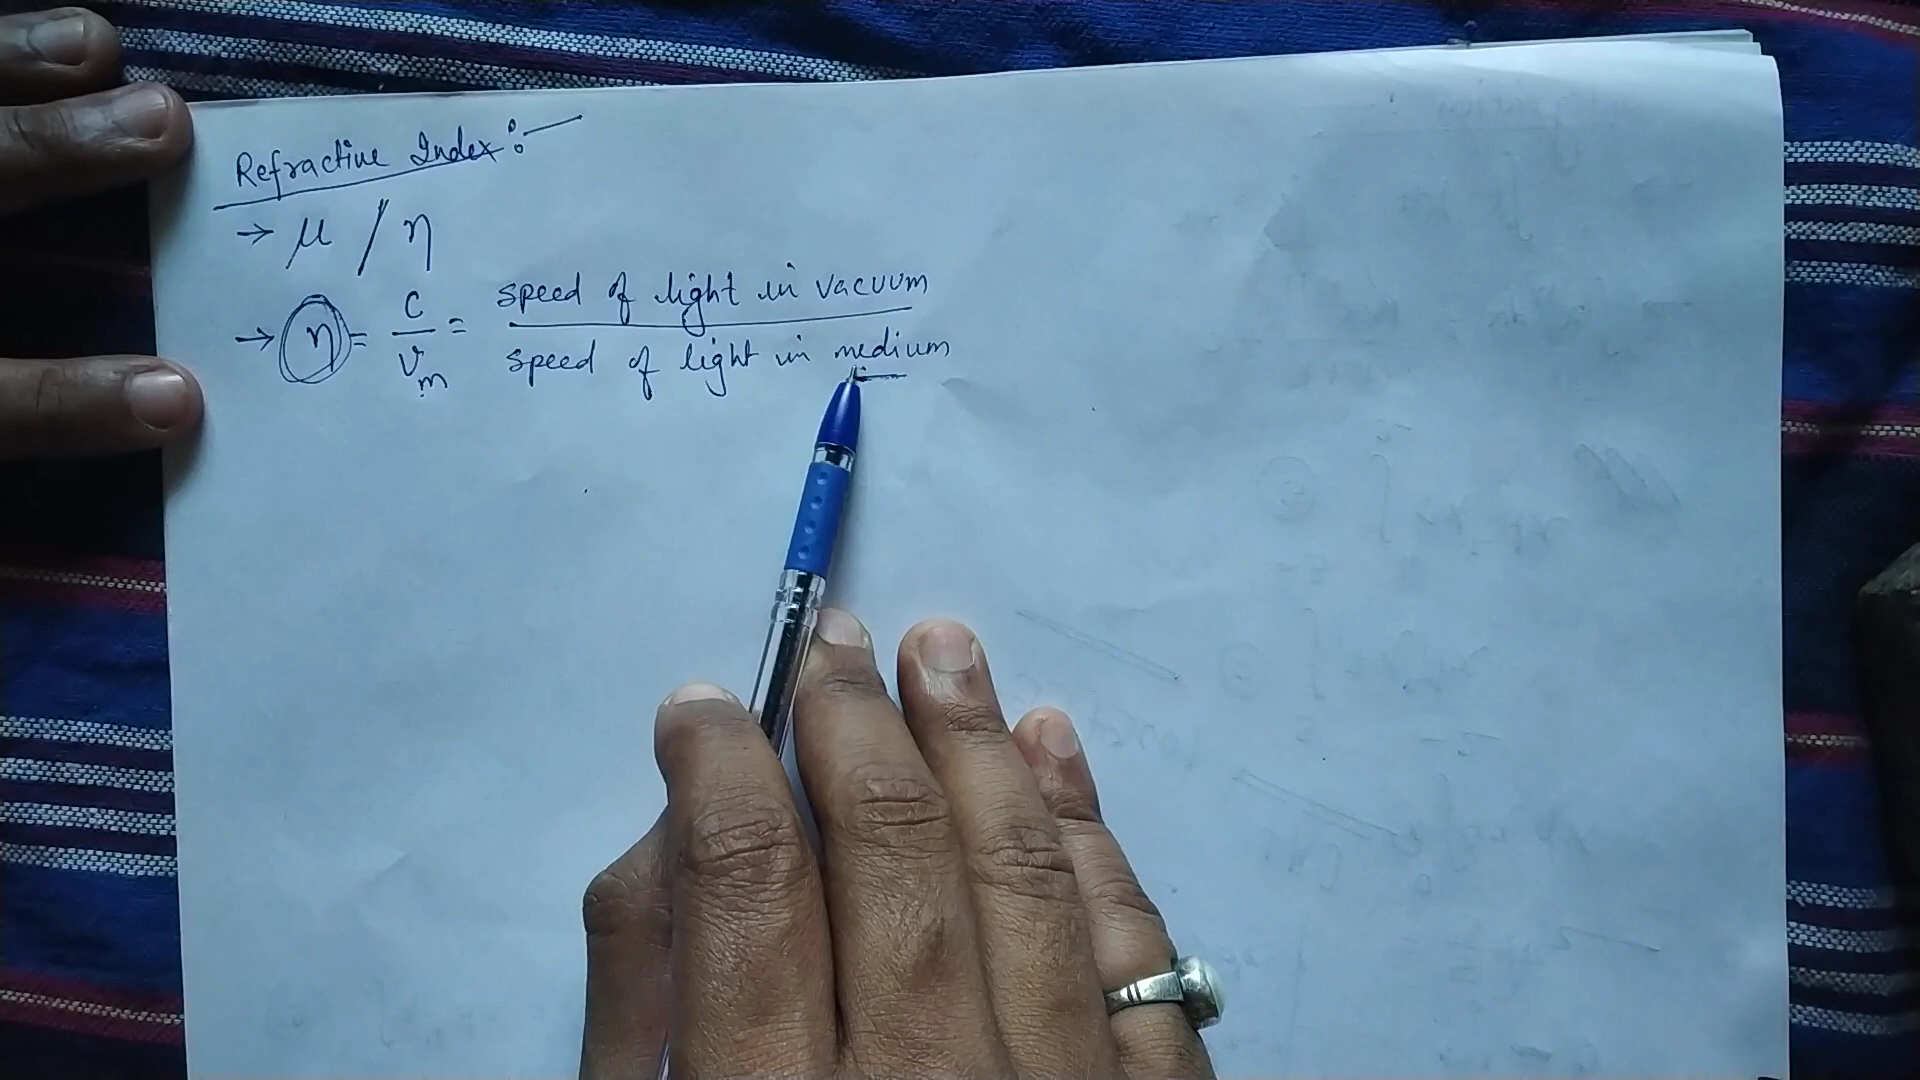 Refractive Index :—
→ μ / η
→ η = c / v_m = speed of light in vacuum / speed of light in medium